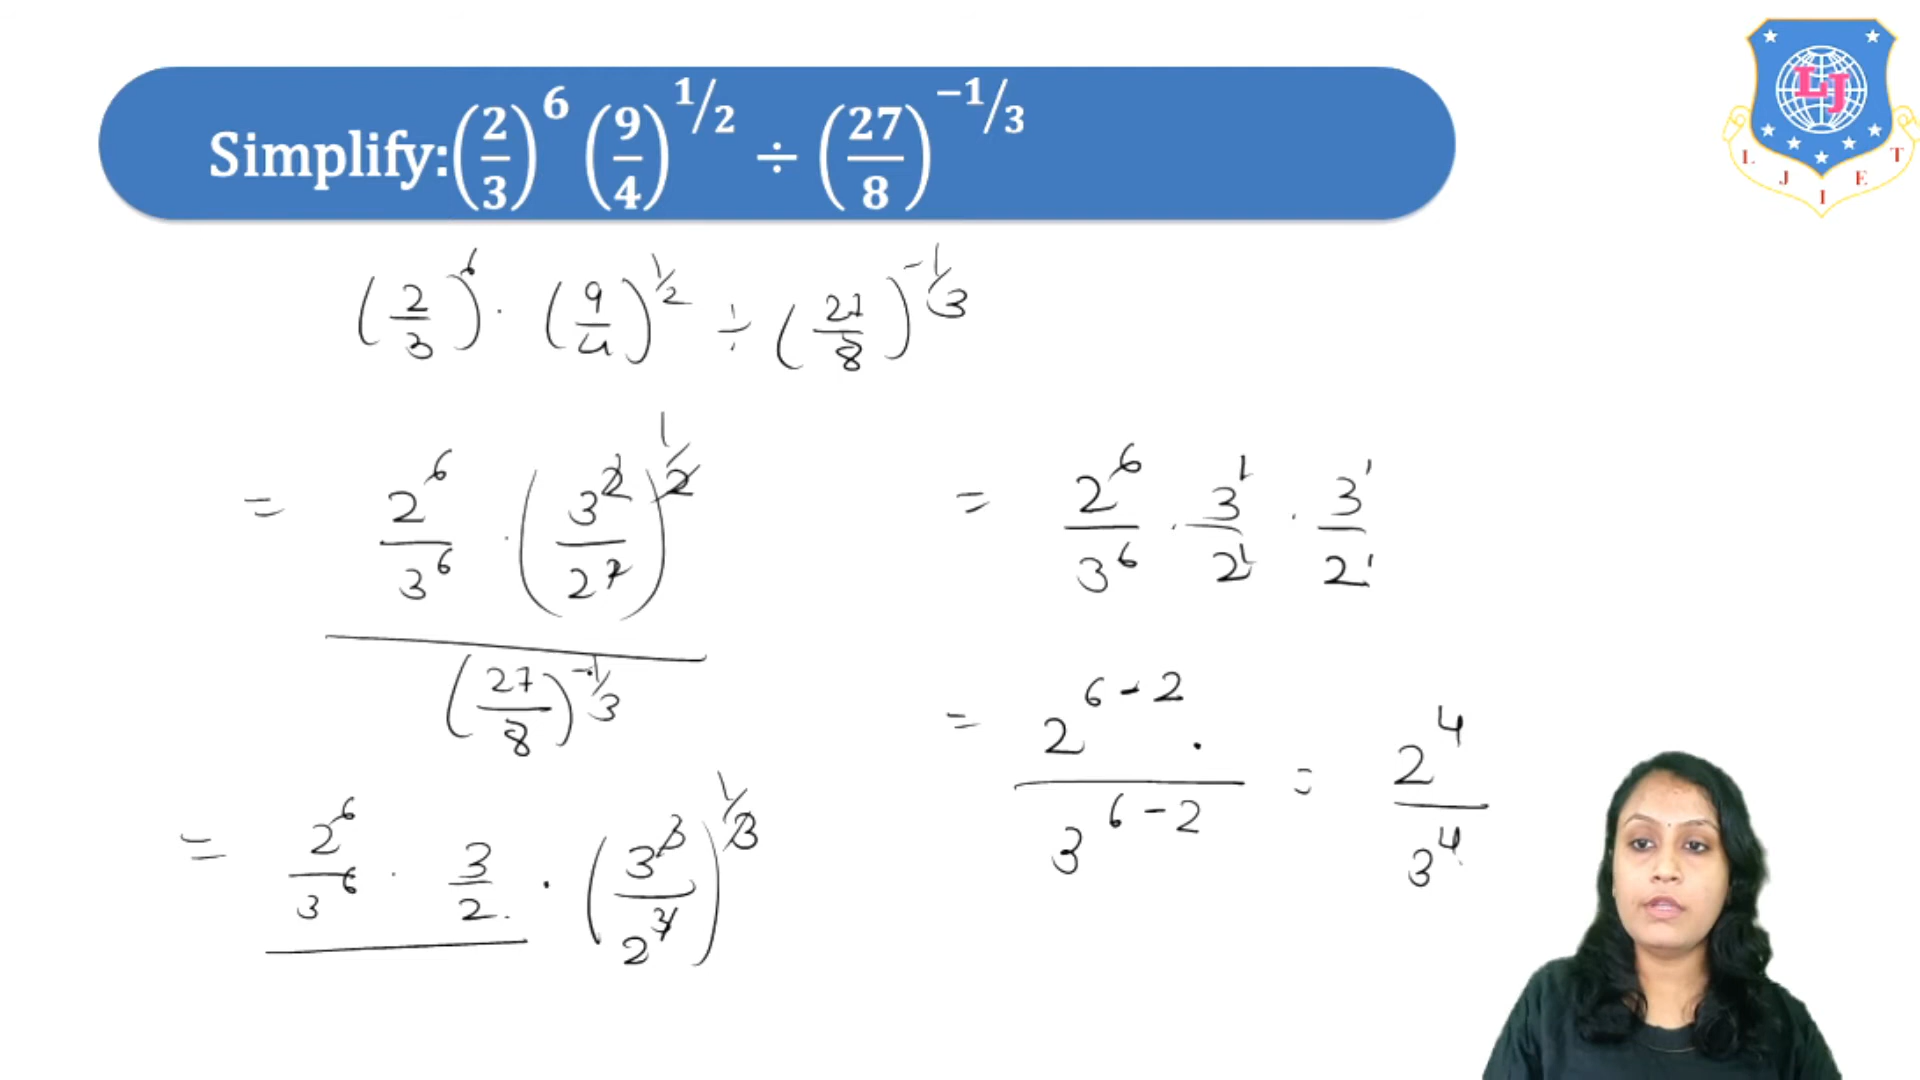 Simplify: (2/3)^6 (9/4)^1/2 ÷ (27/8)^-1/3
LJ
L J I E T
(2/3)^6 · (9/4)^1/2 ÷ (27/8)^-1/3
= 2^6/3^6 · (3^2/2^2)^1/2
(27/8)^-1/3
= 2^6/3^6 · 3/2 · (3^3/2^3)^1/3
= 2^6/3^6 · 3^1/2^1 · 3^1/2^1
= 2^6-2/3^6-2 = 2^4/3^4